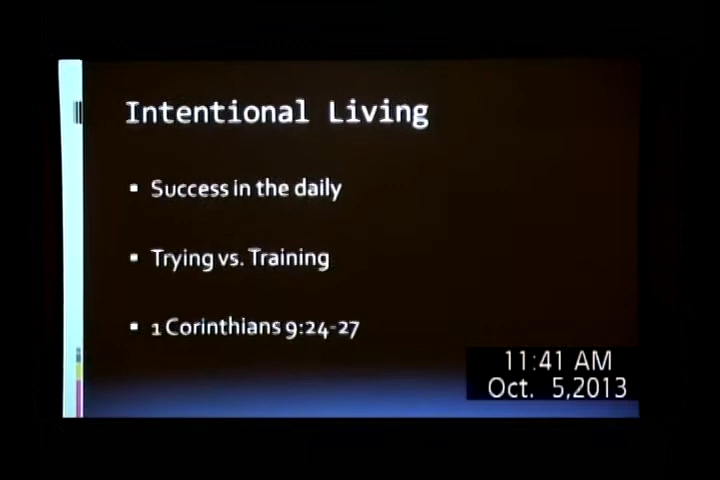 Intentional Living
▪ Success in the daily
▪ Trying vs. Training
▪ 1 Corinthians 9:24-27
11:41 AM
Oct. 5,2013